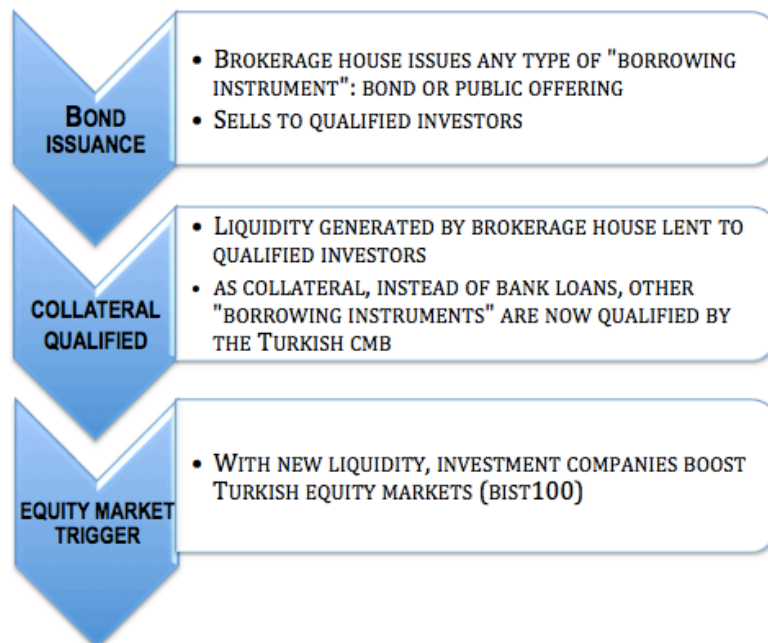 BOND
ISSUANCE
• BROKERAGE HOUSE ISSUES ANY TYPE OF "BORROWING
INSTRUMENT": BOND OR PUBLIC OFFERING
• SELLS TO QUALIFIED INVESTORS
COLLATERAL
QUALIFIED
• LIQUIDITY GENERATED BY BROKERAGE HOUSE LENT TO
QUALIFIED INVESTORS
• AS COLLATERAL, INSTEAD OF BANK LOANS, OTHER
"BORROWING INSTRUMENTS" ARE NOW QUALIFIED BY
THE TURKISH CMB
EQUITY MARKET
TRIGGER
• WITH NEW LIQUIDITY, INVESTMENT COMPANIES BOOST
TURKISH EQUITY MARKETS (BIST100)